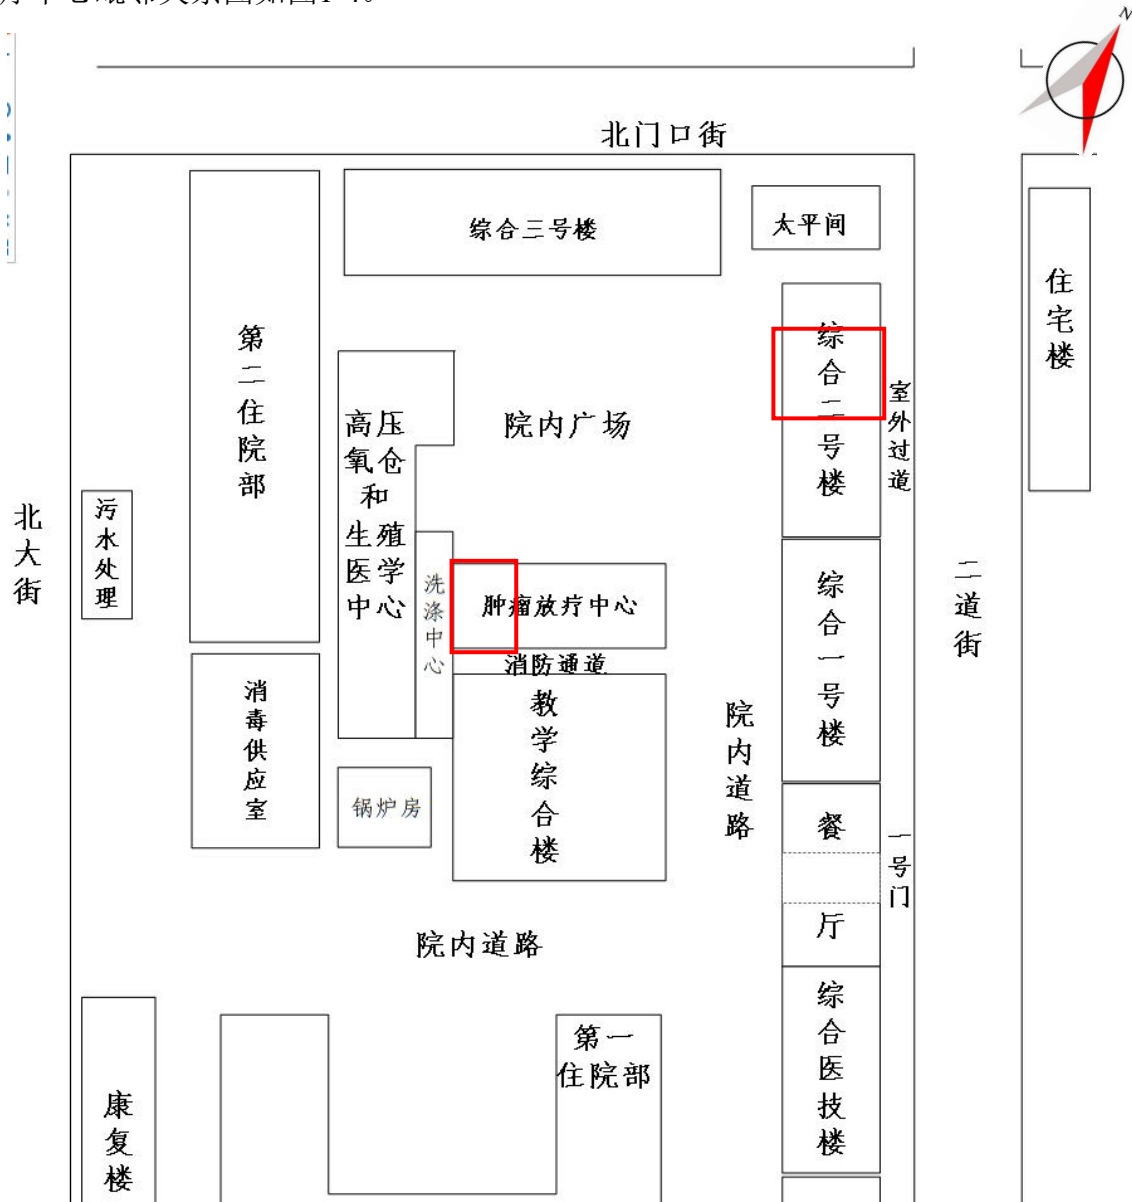 N
北门口街
综合三号楼
太平间
住宅楼
第二住院部
综合二号楼
室外过道
高压
氧仓
和
生殖
医学
中心
院内广场
北大街
污水处理
洗涤中心
肿瘤放疗中心
消防通道
综合一号楼
二道街
消毒供应室
教学综合楼
院内道路
锅炉房
餐厅
一号门
院内道路
综合医技楼
第一
住院部
康复楼